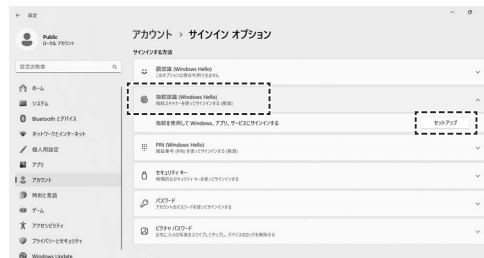 ← 設定
Public
ローカル アカウント
設定の検索
ホーム
システム
Bluetooth とデバイス
ネットワークとインターネット
個人用設定
アプリ
アカウント
時刻と言語
ゲーム
アクセシビリティ
プライバシーとセキュリティ
Windows Update
アカウント › サインイン オプション
サインインする方法
顔認識 (Windows Hello)
このオプションは現在利用できません
指紋認識 (Windows Hello)
指紋スキャナーを使ってサインインする (推奨)
指紋を使用して Windows、アプリ、サービスにサインインする
セットアップ
PIN (Windows Hello)
暗証番号 (PIN) を使ってサインインする (推奨)
セキュリティ キー
物理的なセキュリティ キーを使ってサインインする
パスワード
アカウントのパスワードを使ってサインインする
ピクチャ パスワード
お気に入りの写真をスワイプしてタップし、デバイスのロックを解除する